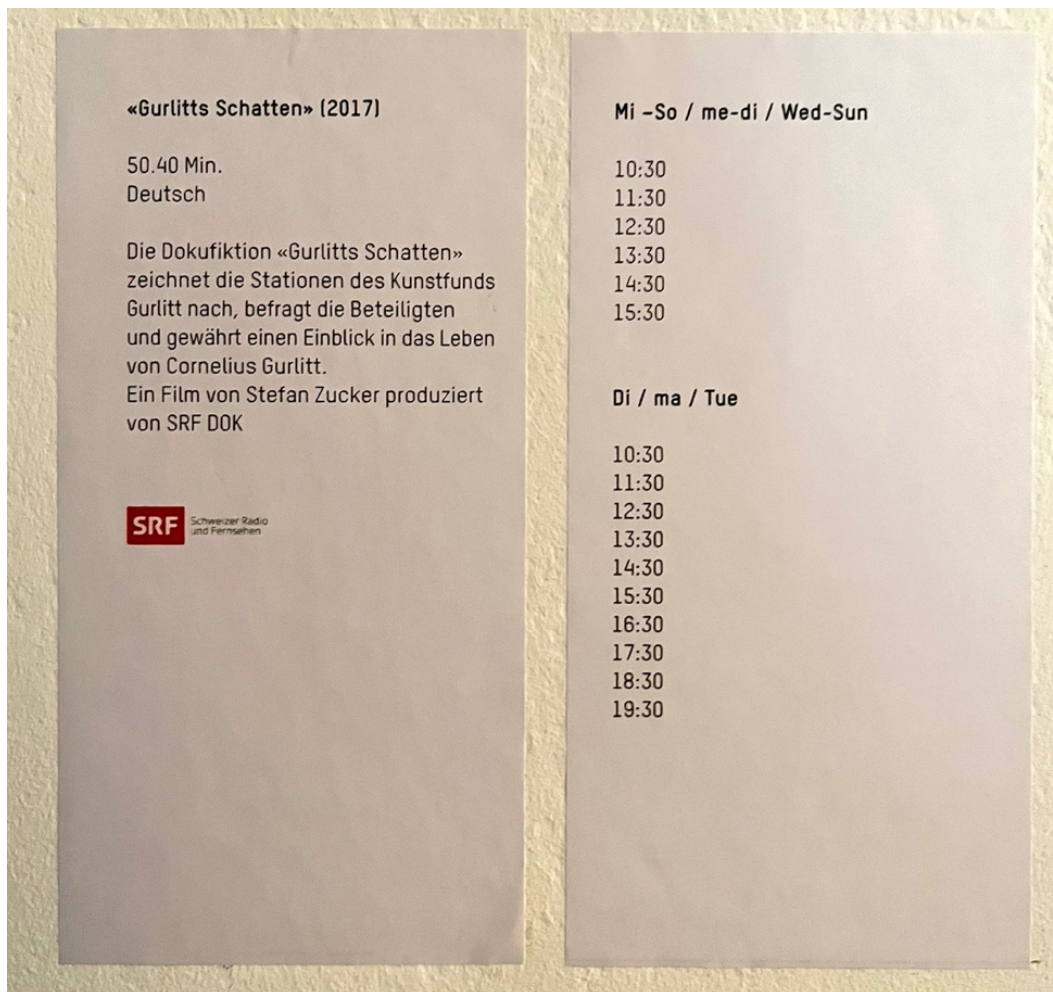 «Gurlitts Schatten» (2017)
50.40 Min.
Deutsch
Die Dokufiktion «Gurlitts Schatten»
zeichnet die Stationen des Kunstfunds
Gurlitt nach, befragt die Beteiligten
und gewährt einen Einblick in das Leben
von Cornelius Gurlitt.
Ein Film von Stefan Zucker produziert
von SRF DOK
SRF Schweizer Radio
und Fernsehen
Mi –So / me-di / Wed-Sun
10:30
11:30
12:30
13:30
14:30
15:30
Di / ma / Tue
10:30
11:30
12:30
13:30
14:30
15:30
16:30
17:30
18:30
19:30